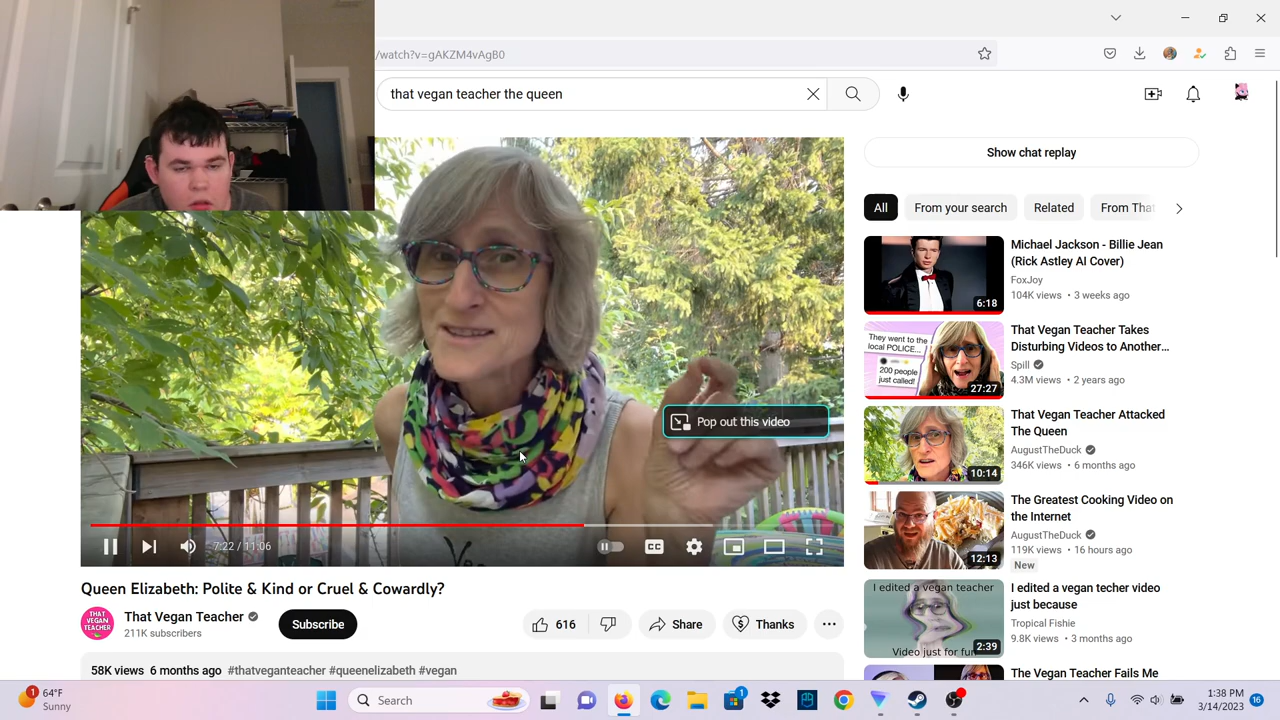 /watch?v=gAKZM4vAgB0
that vegan teacher the queen
Show chat replay
All
From your search
Related
From Tha
Michael Jackson - Billie Jean
(Rick Astley AI Cover)
FoxJoy
104K views • 3 weeks ago
6:18
That Vegan Teacher Takes
Disturbing Videos to Another...
Spill
4.3M views • 2 years ago
They went to the
local POLICE...
200 people
just called!
27:27
That Vegan Teacher Attacked
The Queen
AugustTheDuck
346K views • 6 months ago
10:14
The Greatest Cooking Video on
the Internet
AugustTheDuck
119K views • 16 hours ago
New
12:13
I edited a vegan techer video
just because
Tropical Fishie
9.8K views • 3 months ago
I edited a vegan teacher
Video just for fun
2:39
The Vegan Teacher Fails Me
Pop out this video
7:22 / 11:06
CC
Queen Elizabeth: Polite & Kind or Cruel & Cowardly?
THAT
VEGAN
TEACHER
That Vegan Teacher
211K subscribers
Subscribe
616
Share
Thanks
58K views 6 months ago #thatveganteacher #queenelizabeth #vegan
1
64°F
Sunny
Search
1
1:38 PM
3/14/2023
16